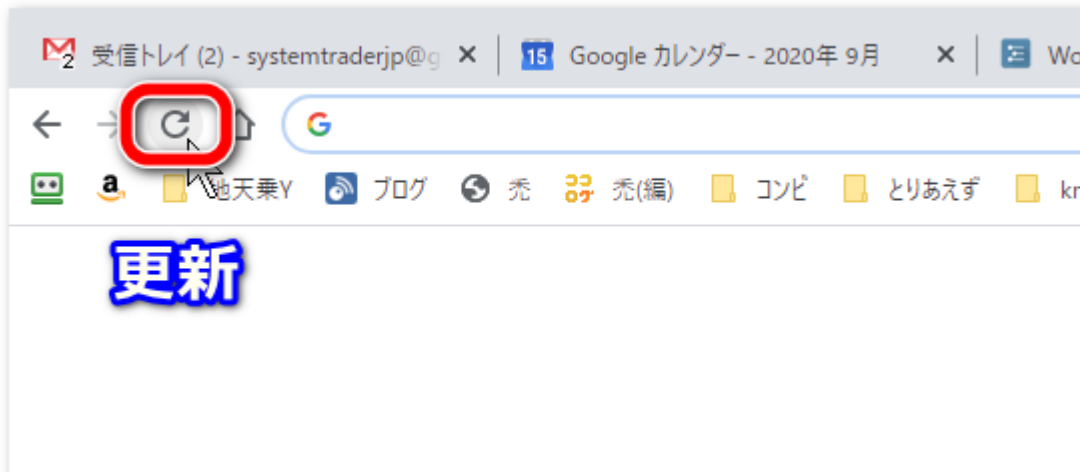 受信トレイ (2) - systemtraderjp@g
Google カレンダー - 2020年 9月
Wo
地天乗Y ブログ 禿 禿(編) コンピ とりあえず kr
更新